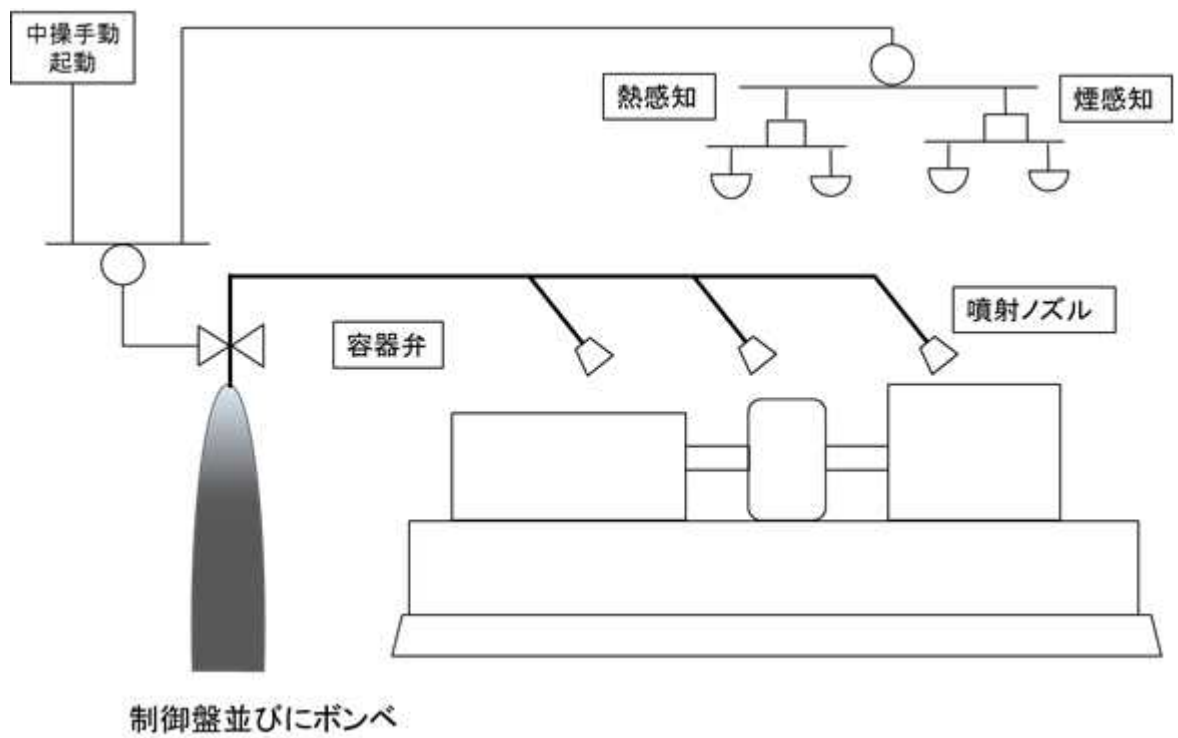 中操手動
起動
熱感知
煙感知
噴射ノズル
容器弁
制御盤並びにボンベ